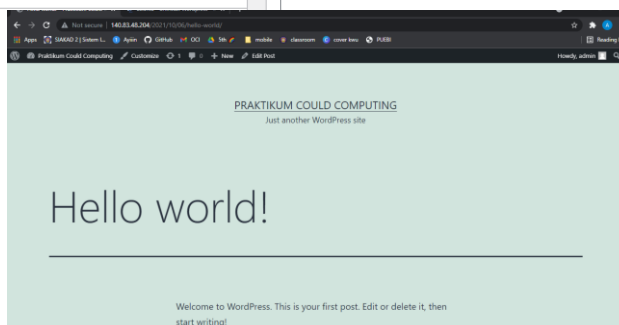 Not secure | 140.83.48.204/2021/10/06/hello-world/
Apps SIAKAD 2 | Sistem I... Ayiin GitHub OCI 5th mobile classroom cover lowu PUEBI Reading
Praktikum Could Computing Customize 1 0 + New Edit Post Howdy, admin
PRAKTIKUM COULD COMPUTING
Just another WordPress site
Hello world!
Welcome to WordPress. This is your first post. Edit or delete it, then
start writing!